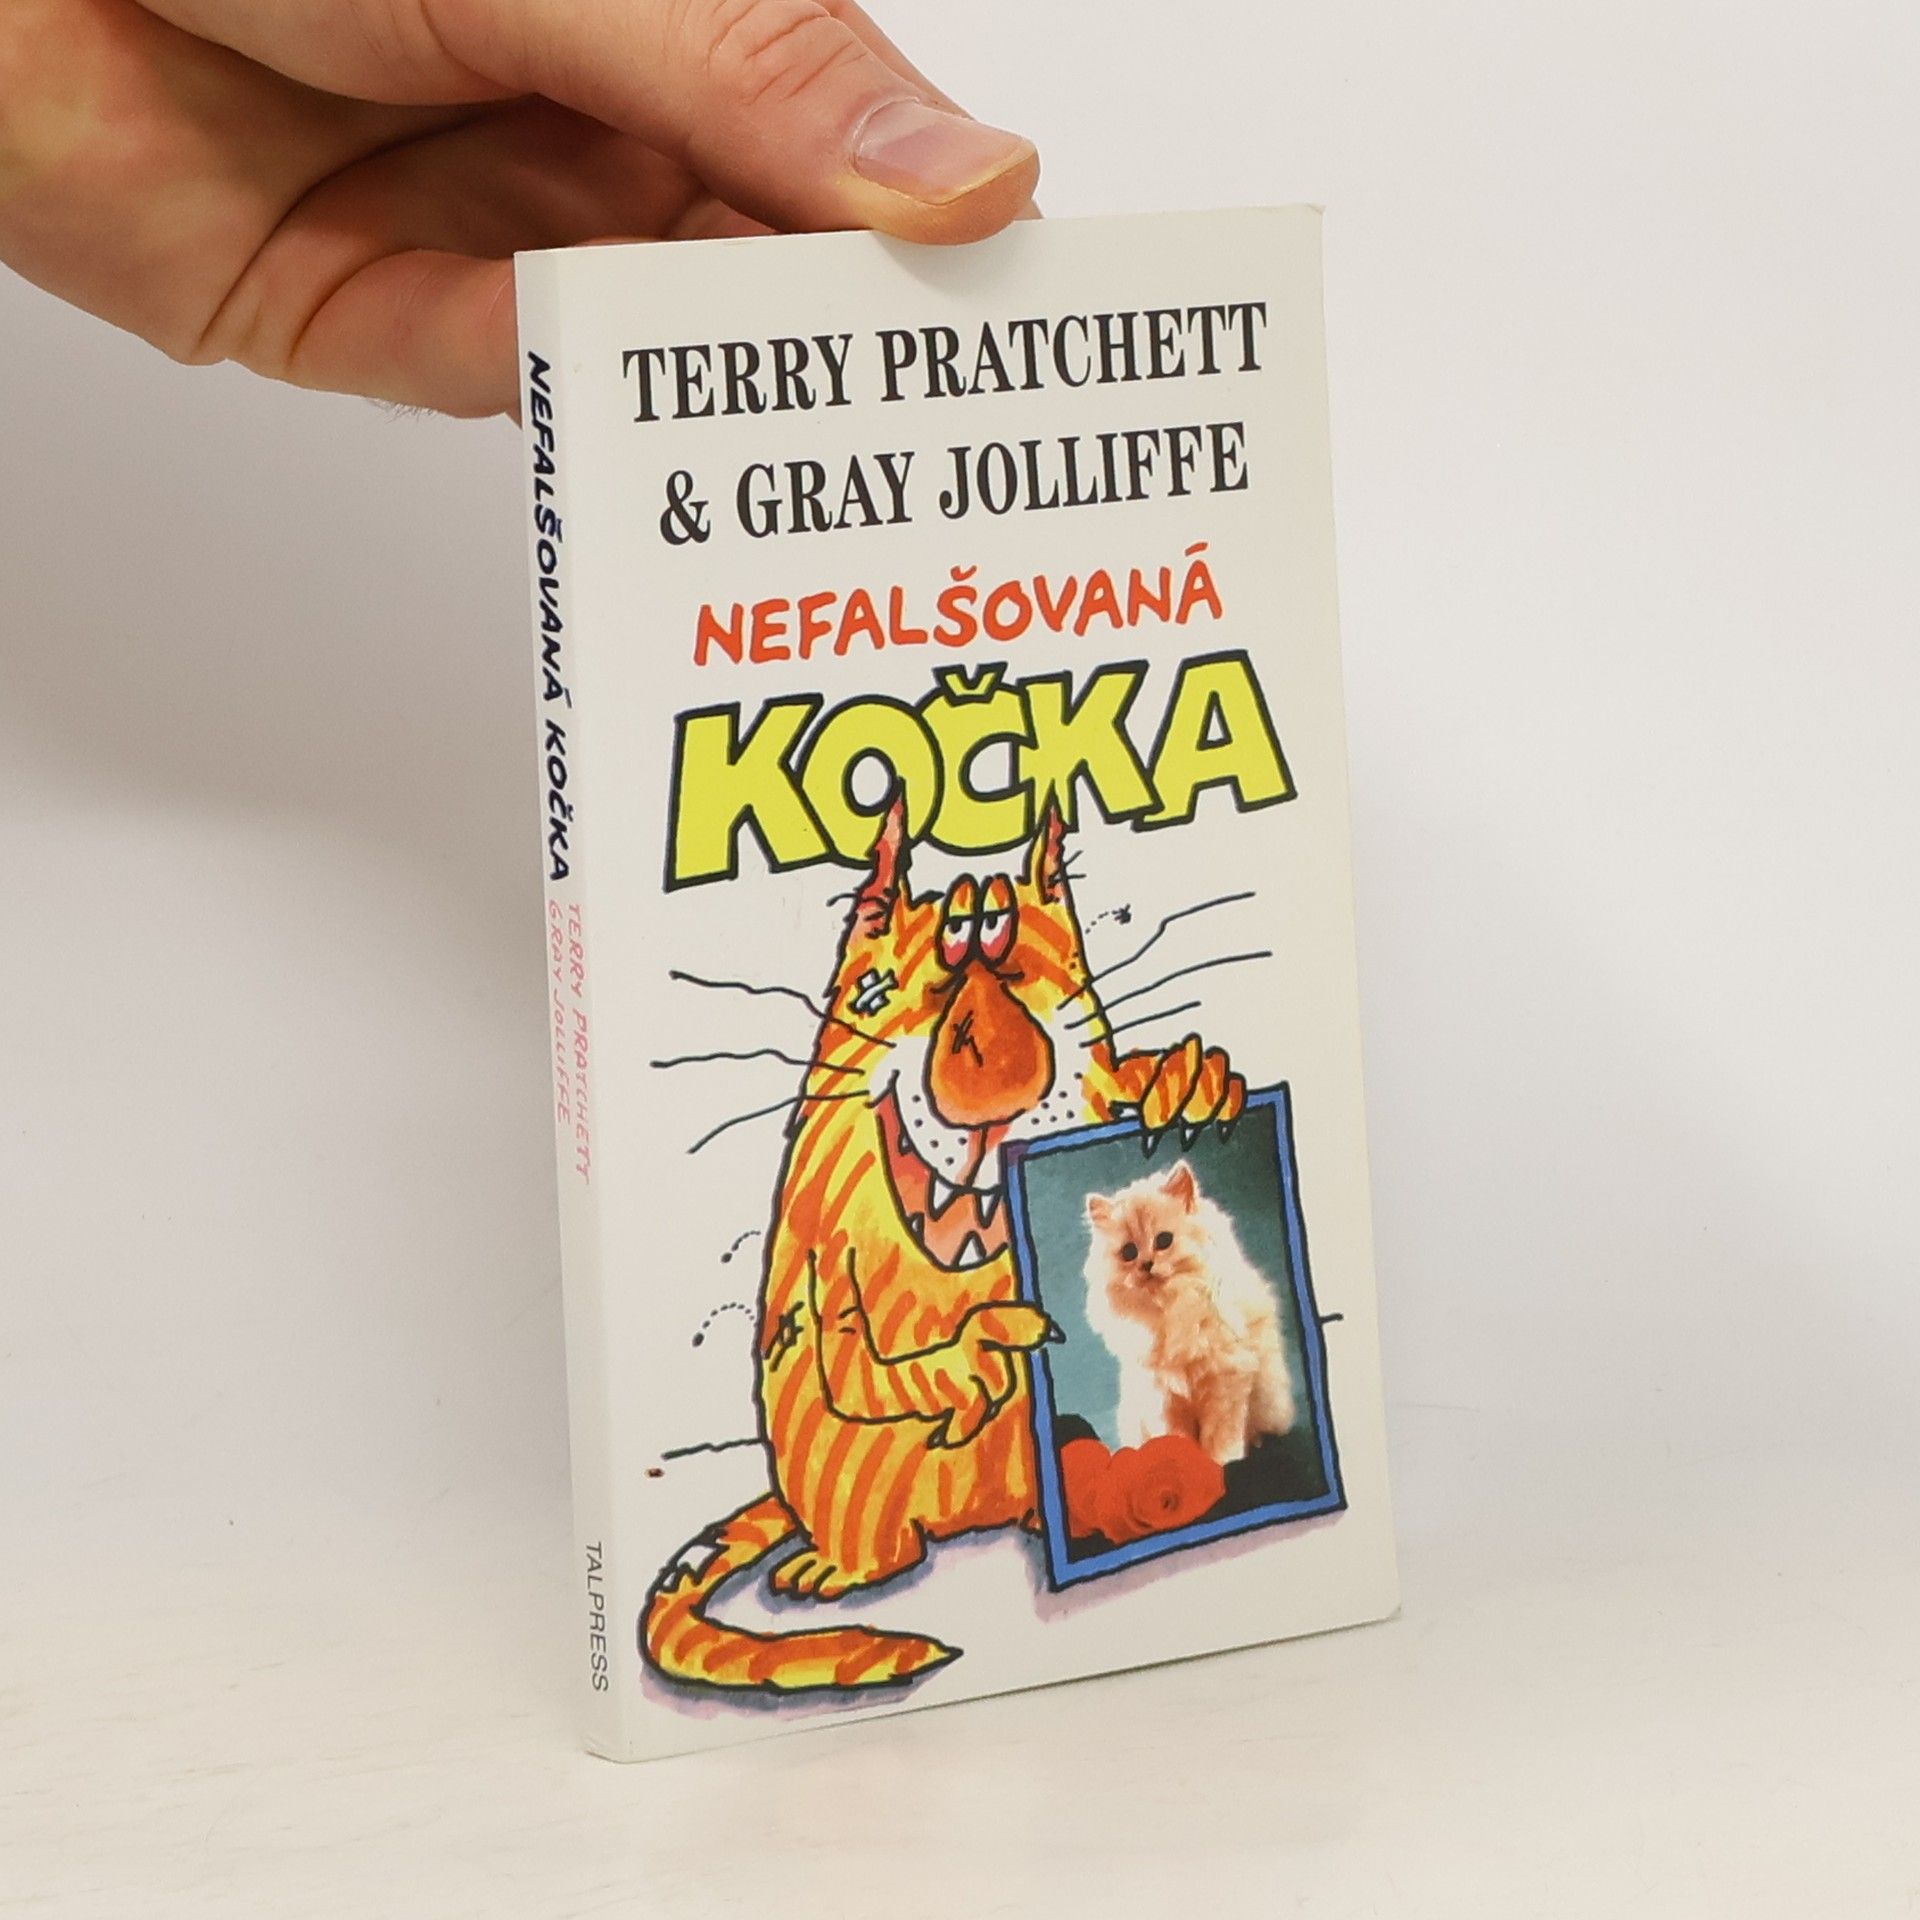 TERRY PRATCHETT
& GRAY JOLLIFFE
NEFALŠOVANÁ
KOČKA
NEFALŠOVANÁ KOČKA
TERRY PRATCHETT
GRAY JOLLIFFE
TALPRESS